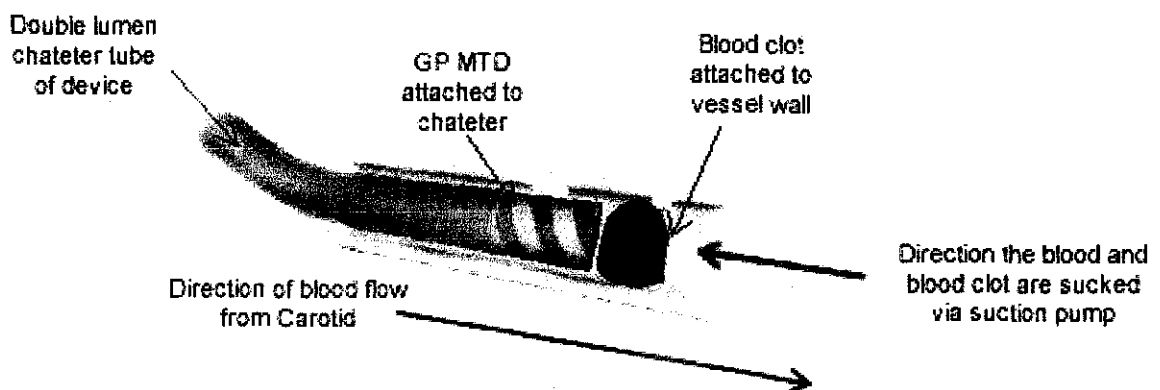 Double lumen
chateter tube
of device
GP MTD
attached to
chateter
Blood clot
attached to
vessel wall
Direction of blood flow
from Carotid
Direction the blood and
blood clot are sucked
via suction pump